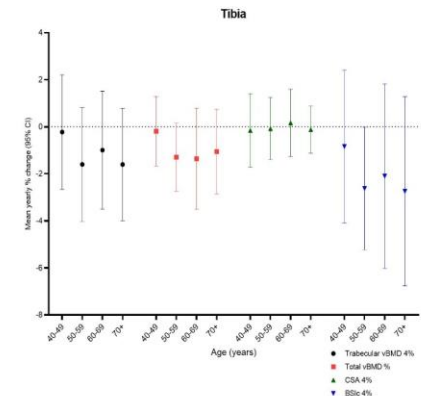 Tibia
Mean yearly % change (95% CI)
4
2
0
-2
-4
-6
-8
40-49 50-59 60-69 70+ 40-49 50-59 60-69 70+ 40-49 50-59 60-69 70+ 40-49 50-59 60-69 70+
Age (years)
Trabecular vBMD 4%
Total vBMD %
CSA 4%
BSIc 4%